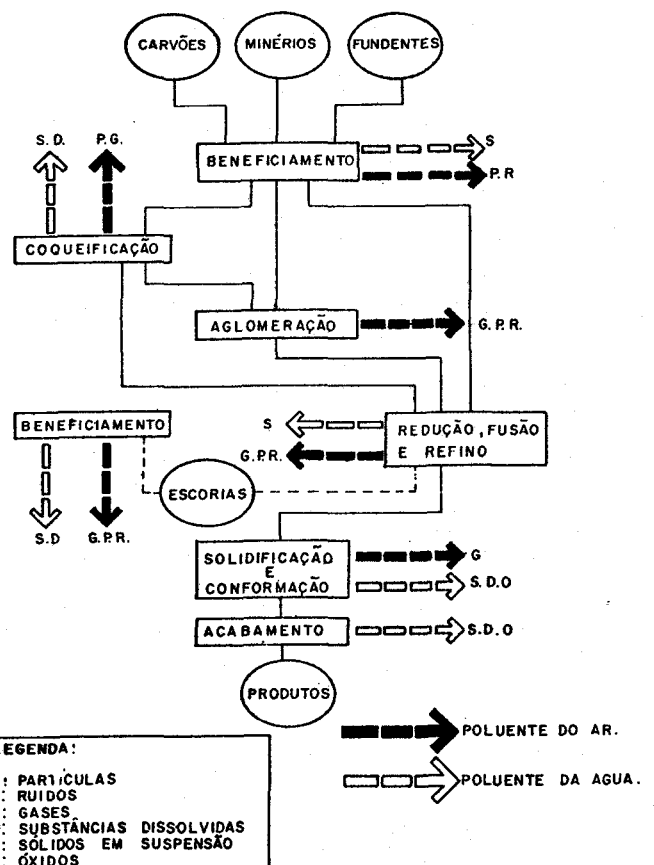 CARVÕES
MINÉRIOS
FUNDENTES
S.D.
P.G.
BENEFICIAMENTO
S
P.R
COQUEIFICAÇÃO
AGLOMERAÇÃO
G.P.R.
BENEFICIAMENTO
S
REDUÇÃO, FUSÃO
E REFINO
G.P.R.
ESCORIAS
S.D
G.P.R.
SOLIDIFICAÇÃO
E
CONFORMAÇÃO
G
S.D.O
ACABAMENTO
S.D.O
PRODUTOS
POLUENTE DO AR.
POLUENTE DA AGUA.
EGENDA:
: PARTÍCULAS
: RUIDOS
: GASES
: SUBSTÂNCIAS DISSOLVIDAS
: SÓLIDOS EM SUSPENSÃO
: ÓXIDOS